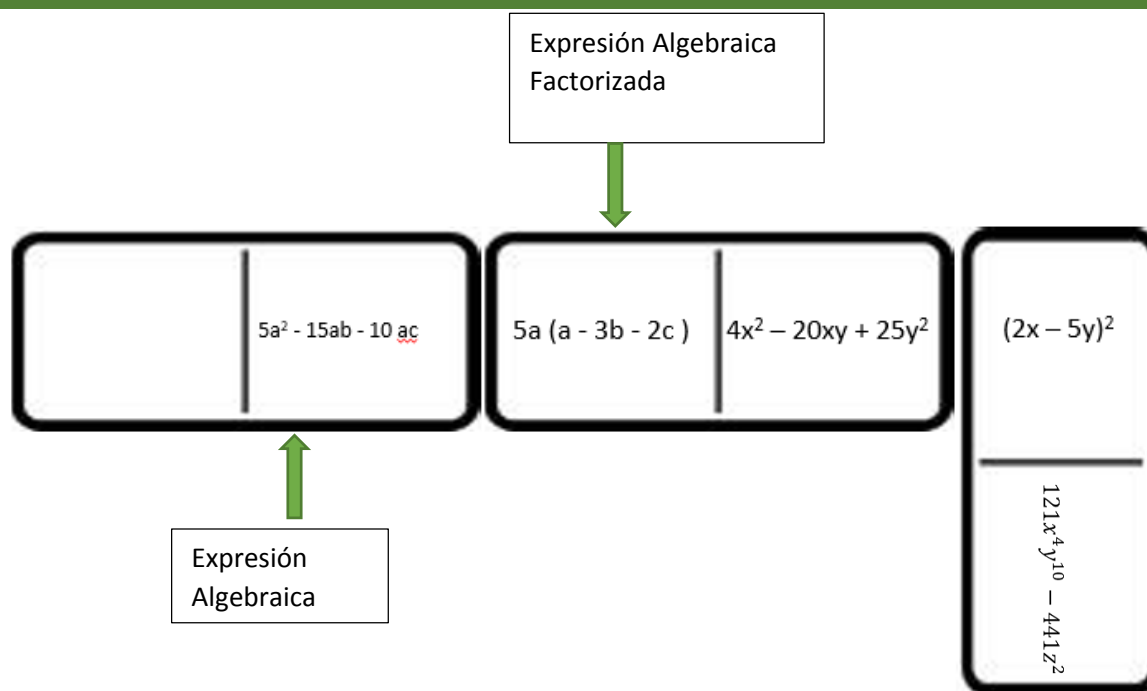 Expresión Algebraica
Factorizada
5a² - 15ab - 10 ac
5a (a - 3b - 2c )
4x² – 20xy + 25y²
(2x – 5y)²
121x⁴y¹⁰ − 441z²
Expresión
Algebraica